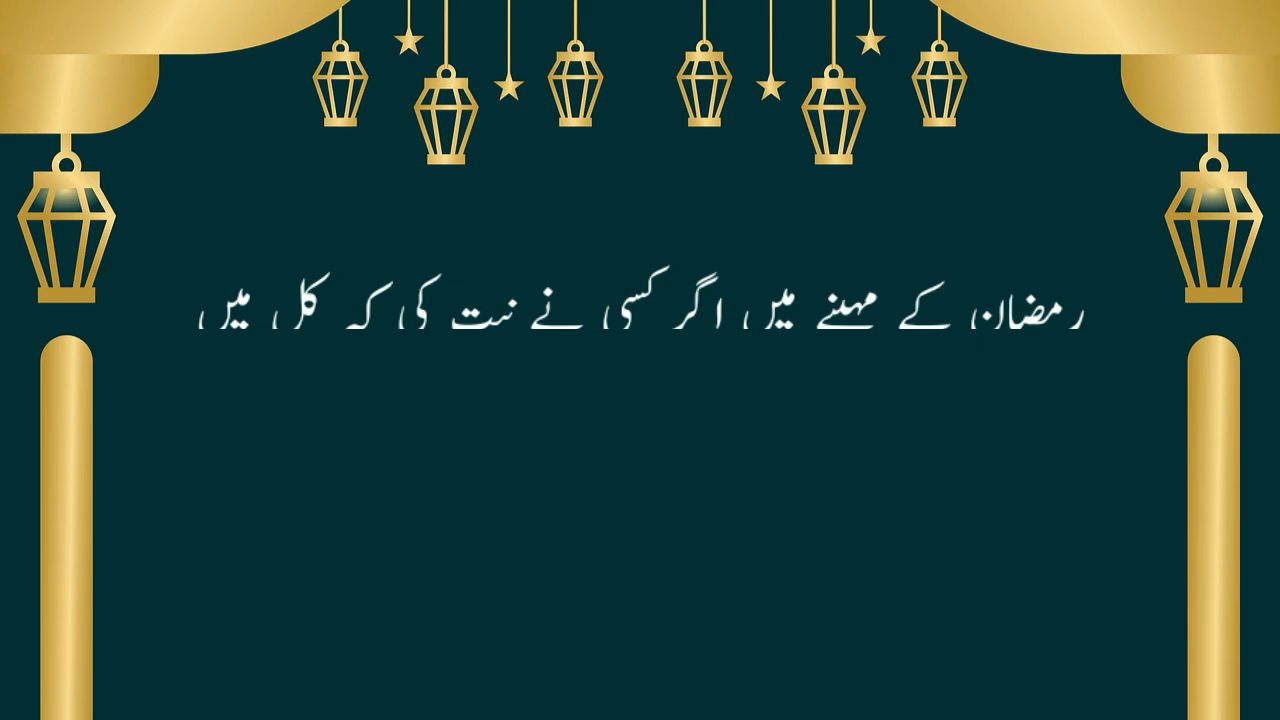 رمضان کے مہینے میں اگر کسی نے نیت کی کہ کل میں